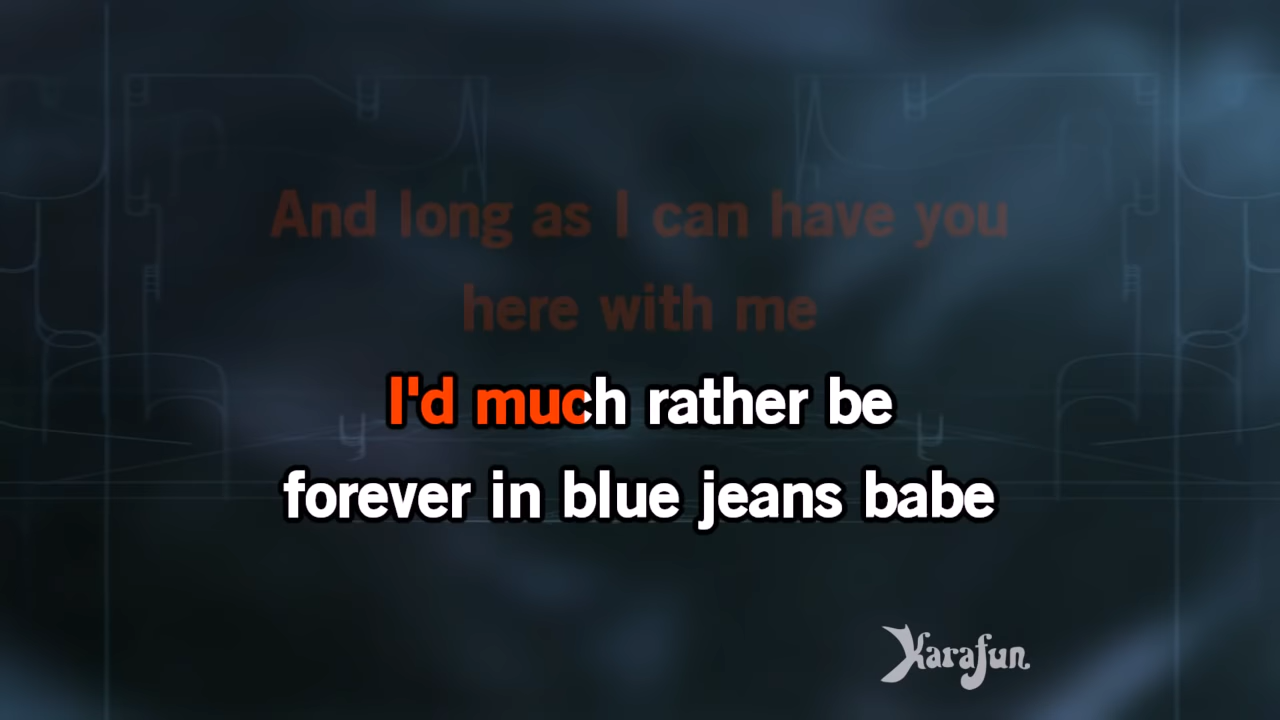 And long as I can have you
here with me
I'd much rather be
forever in blue jeans babe
Karafun